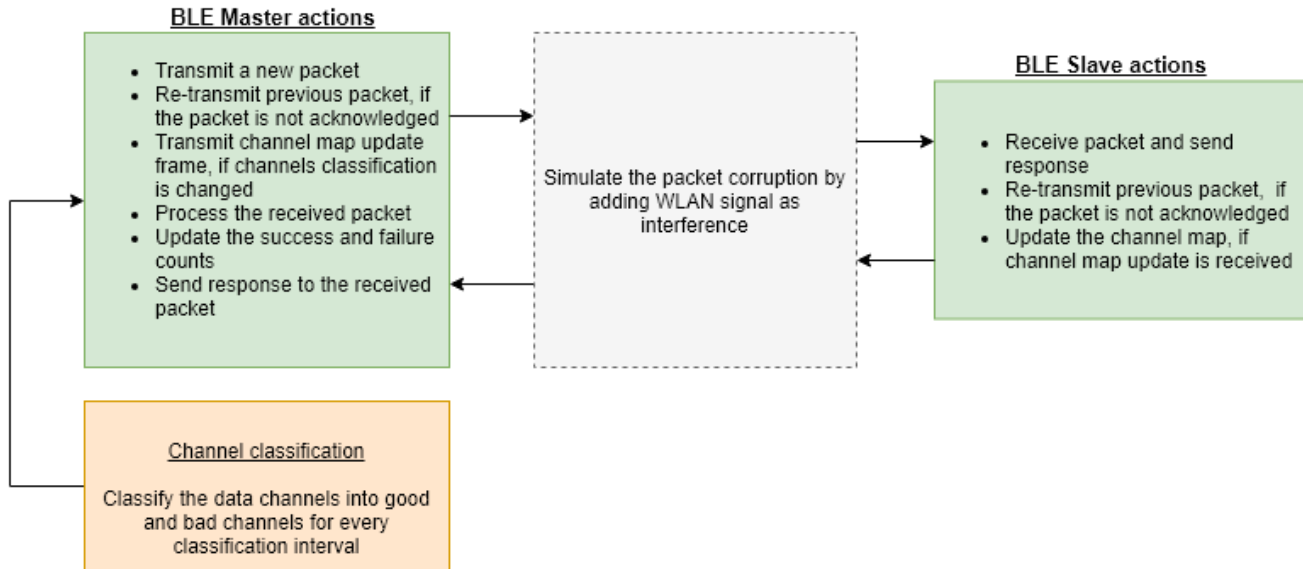 BLE Master actions
• Transmit a new packet
• Re-transmit previous packet, if
the packet is not acknowledged
• Transmit channel map update
frame, if channels classification
is changed
• Process the received packet
• Update the success and failure
counts
• Send response to the received
packet
Simulate the packet corruption by
adding WLAN signal as
interference
BLE Slave actions
• Receive packet and send
response
• Re-transmit previous packet, if
the packet is not acknowledged
• Update the channel map, if
channel map update is received
Channel classification
Classify the data channels into good
and bad channels for every
classification interval